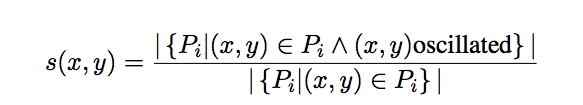 s(x, y) = | {P_i|(x, y) ∈ P_i ∧ (x, y)oscillated} | / | {P_i|(x, y) ∈ P_i} |